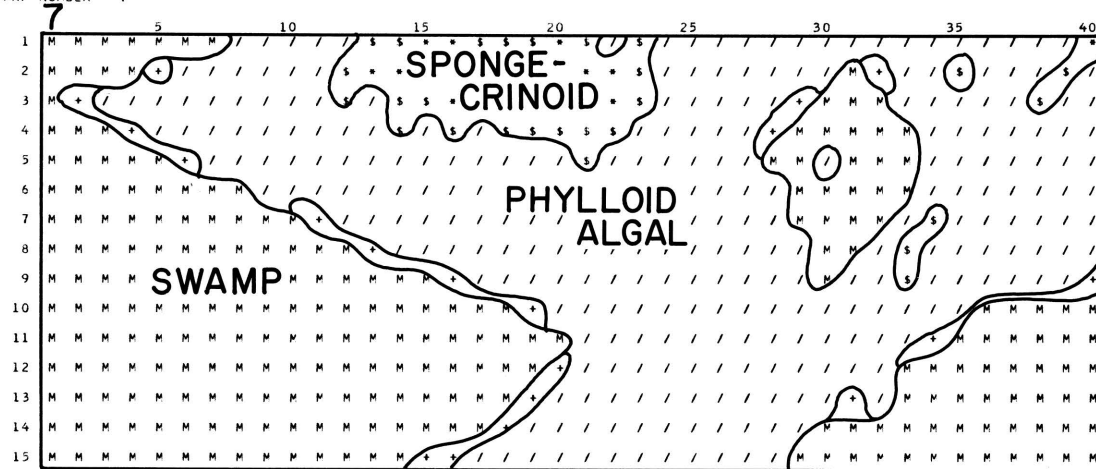 7
5 10 15 20 25 30 35 40
1 M M M M M M M / / / / / $ $ * * $ $ $ * $ / $ / / / / / / / / / / / / / / / / *
2 M M M M + / / / / / / $ * * SPONGE- * * $ / / / / / / / M + / / $ / / / $ /
3 M + / / / / / / / / / $ / $ $ * CRINOID * $ / / / / / + M M M / / / / / $ / /
4 M M M + / / / / / / / / / $ / $ / $ $ $ $ $ / / / / / + M M M M M / / / / / / /
5 M M M M M + / / / / / / / / / / / / / / $ / / / / / / M M / M M M / / / / / / /
6 M M M M M M M M / / / / / / / / / PHYLLOID / / / M M M M M / / / / / / /
7 M M M M M M M M M M + / / / / / / / / / M M M M / $ / / / / / /
8 M M M M M M M M M M M M + / / / / / / / ALGAL / / / / / M M / $ / / / / / / /
9 M M M M SWAMP M M M M M M + / / / / / / / / / / / / / M / / $ / / / / / / +
10 M M M M M M M M M M M M M M M M M M + / / / / / / / / / / / / / / / / M M M M M
11 M M M M M M M M M M M M M M M M M M M M / / / / / / / / / / / / / + M M M M M M
12 M M M M M M M M M M M M M M M M M M M + / / / / / / / / / / / / M M M M M M M M
13 M M M M M M M M M M M M M M M M M M + / / / / / / / / / / / + / M M M M M M M M
14 M M M M M M M M M M M M M M M M M + / / / / / / / / / / / M M M M M M M M M M M
15 M M M M M M M M M M M M M M + + / / / / / / / / / / / / M M M M M M M M M M M M